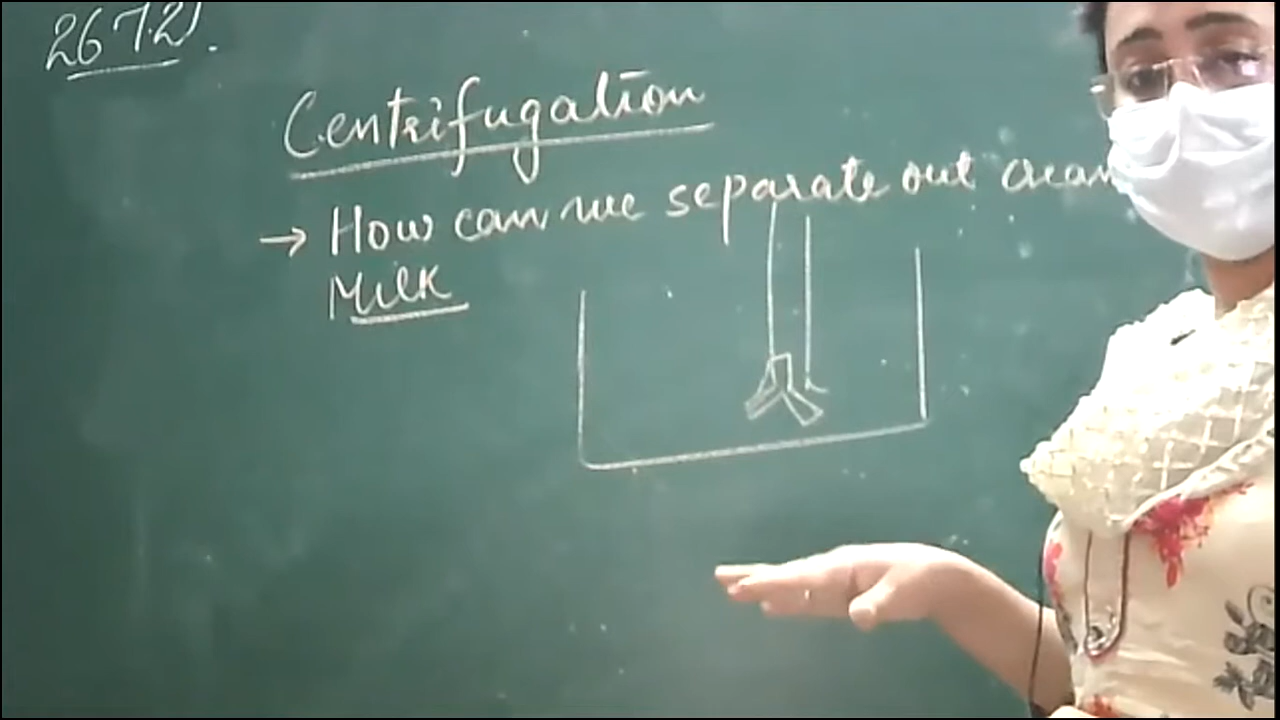 26 7.21.
Centrifugation
→ How can we separate out cream
Milk